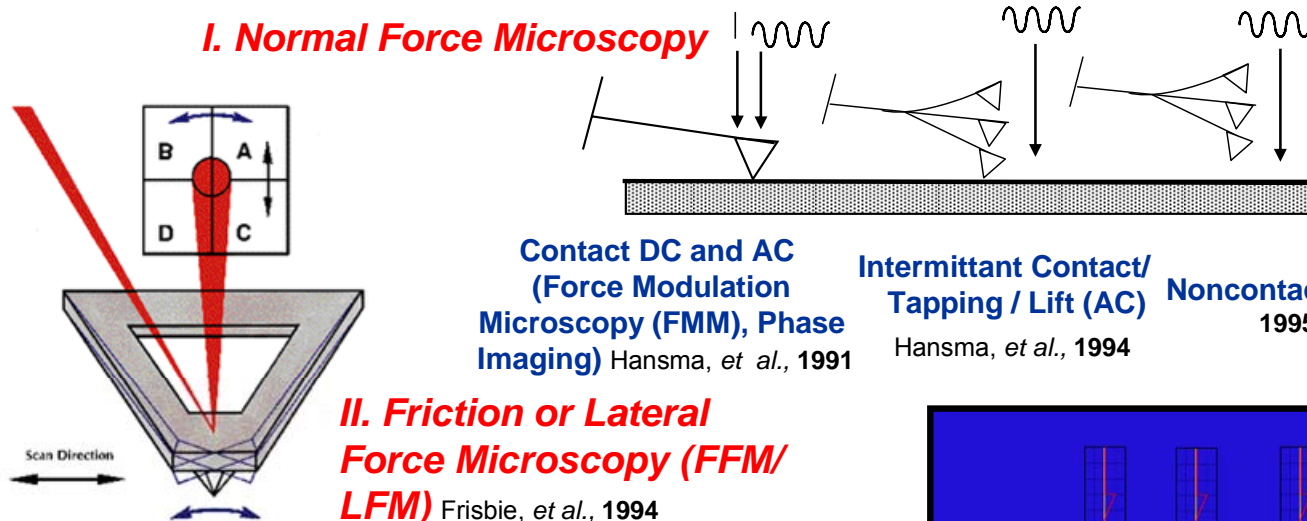 I. Normal Force Microscopy
B A
D C
Scan Direction
Contact DC and AC
(Force Modulation
Microscopy (FMM), Phase
Imaging) Hansma, et al., 1991
Intermittant Contact/
Tapping / Lift (AC)
Hansma, et al., 1994
1995
II. Friction or Lateral
Force Microscopy (FFM/
LFM) Frisbie, et al., 1994